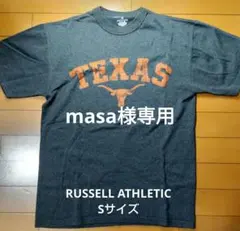 TEXAS
masa様専用
RUSSELL ATHLETIC
Sサイズ